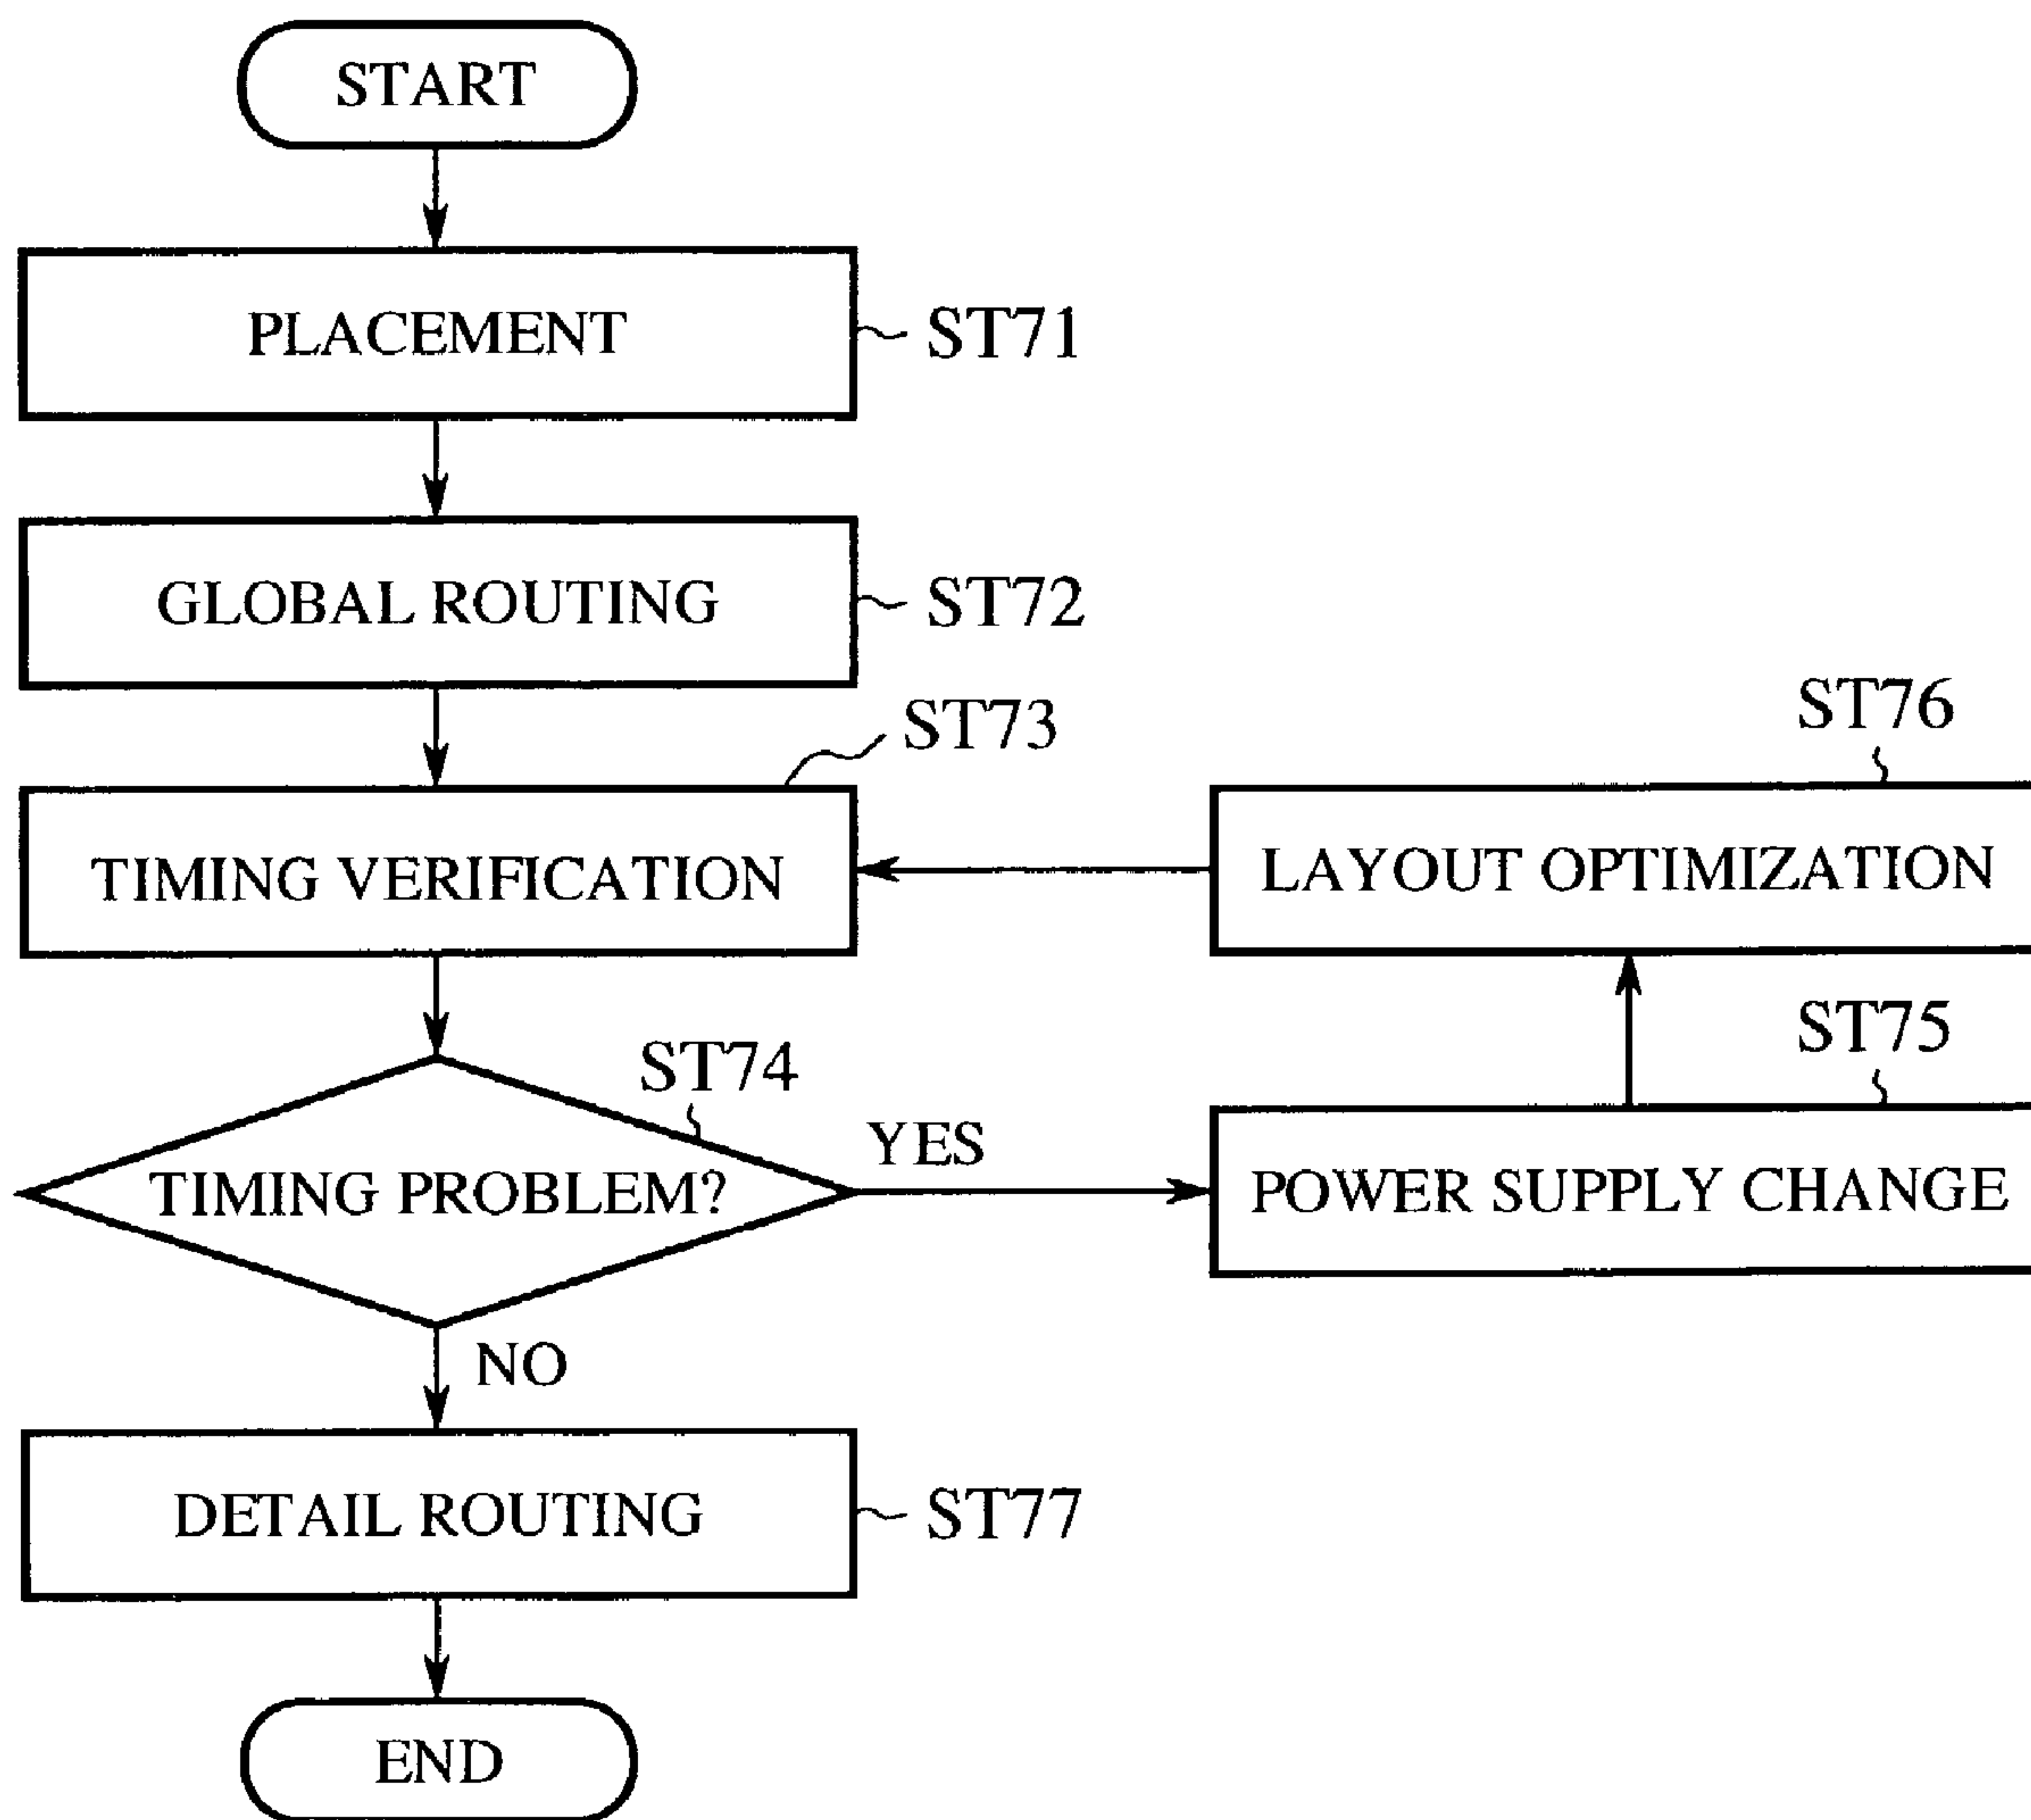 START
PLACEMENT
ST71
GLOBAL ROUTING
ST72
ST73
TIMING VERIFICATION
ST76
LAYOUT OPTIMIZATION
ST74
TIMING PROBLEM?
YES
ST75
POWER SUPPLY CHANGE
NO
DETAIL ROUTING
ST77
END